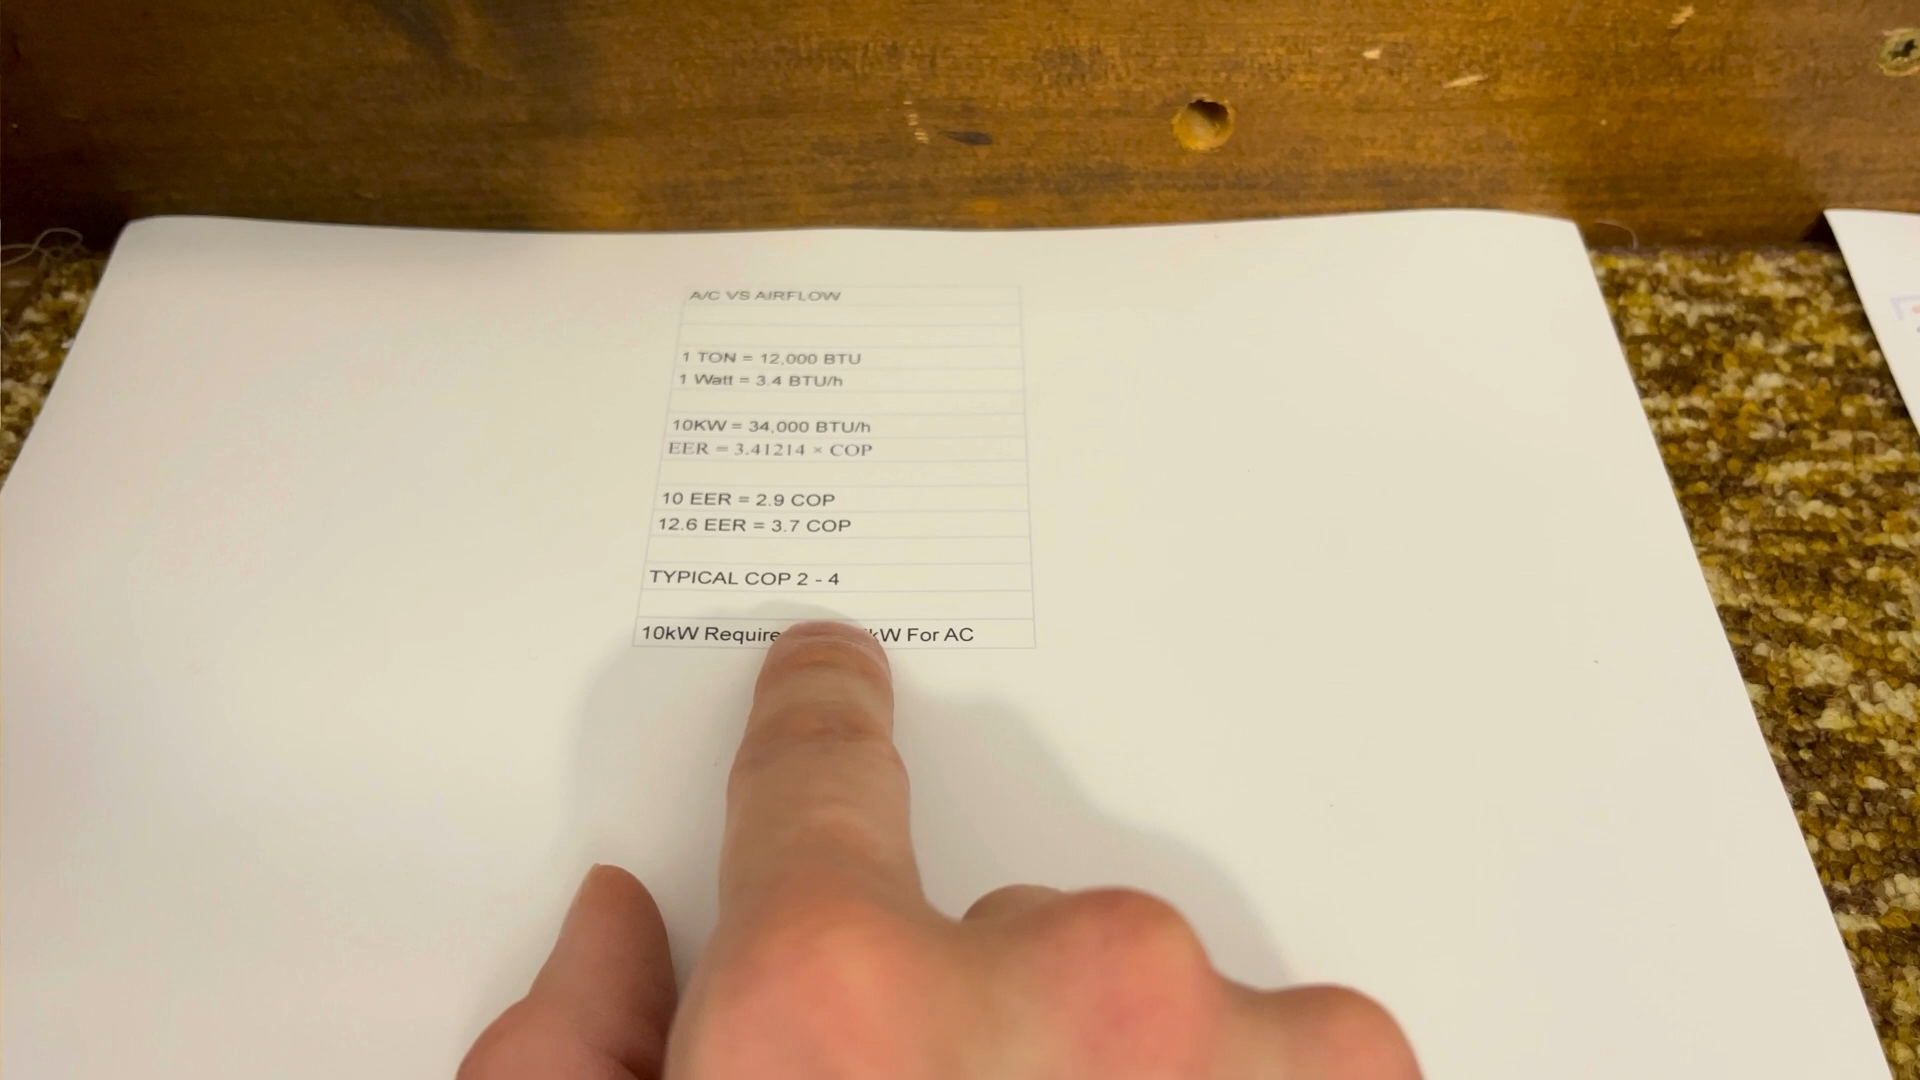 A/C VS AIRFLOW
1 TON = 12,000 BTU
1 Watt = 3.4 BTU/h
10KW = 34,000 BTU/h
EER = 3.41214 × COP
10 EER = 2.9 COP
12.6 EER = 3.7 COP
TYPICAL COP 2 - 4
10kW Require kW For AC